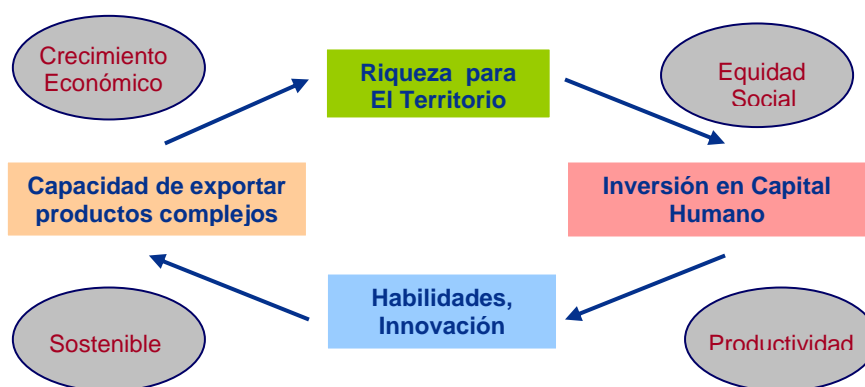 Crecimiento
Económico
Riqueza para
El Territorio
Equidad
Social
Capacidad de exportar
productos complejos
Inversión en Capital
Humano
Habilidades,
Innovación
Sostenible
Productividad